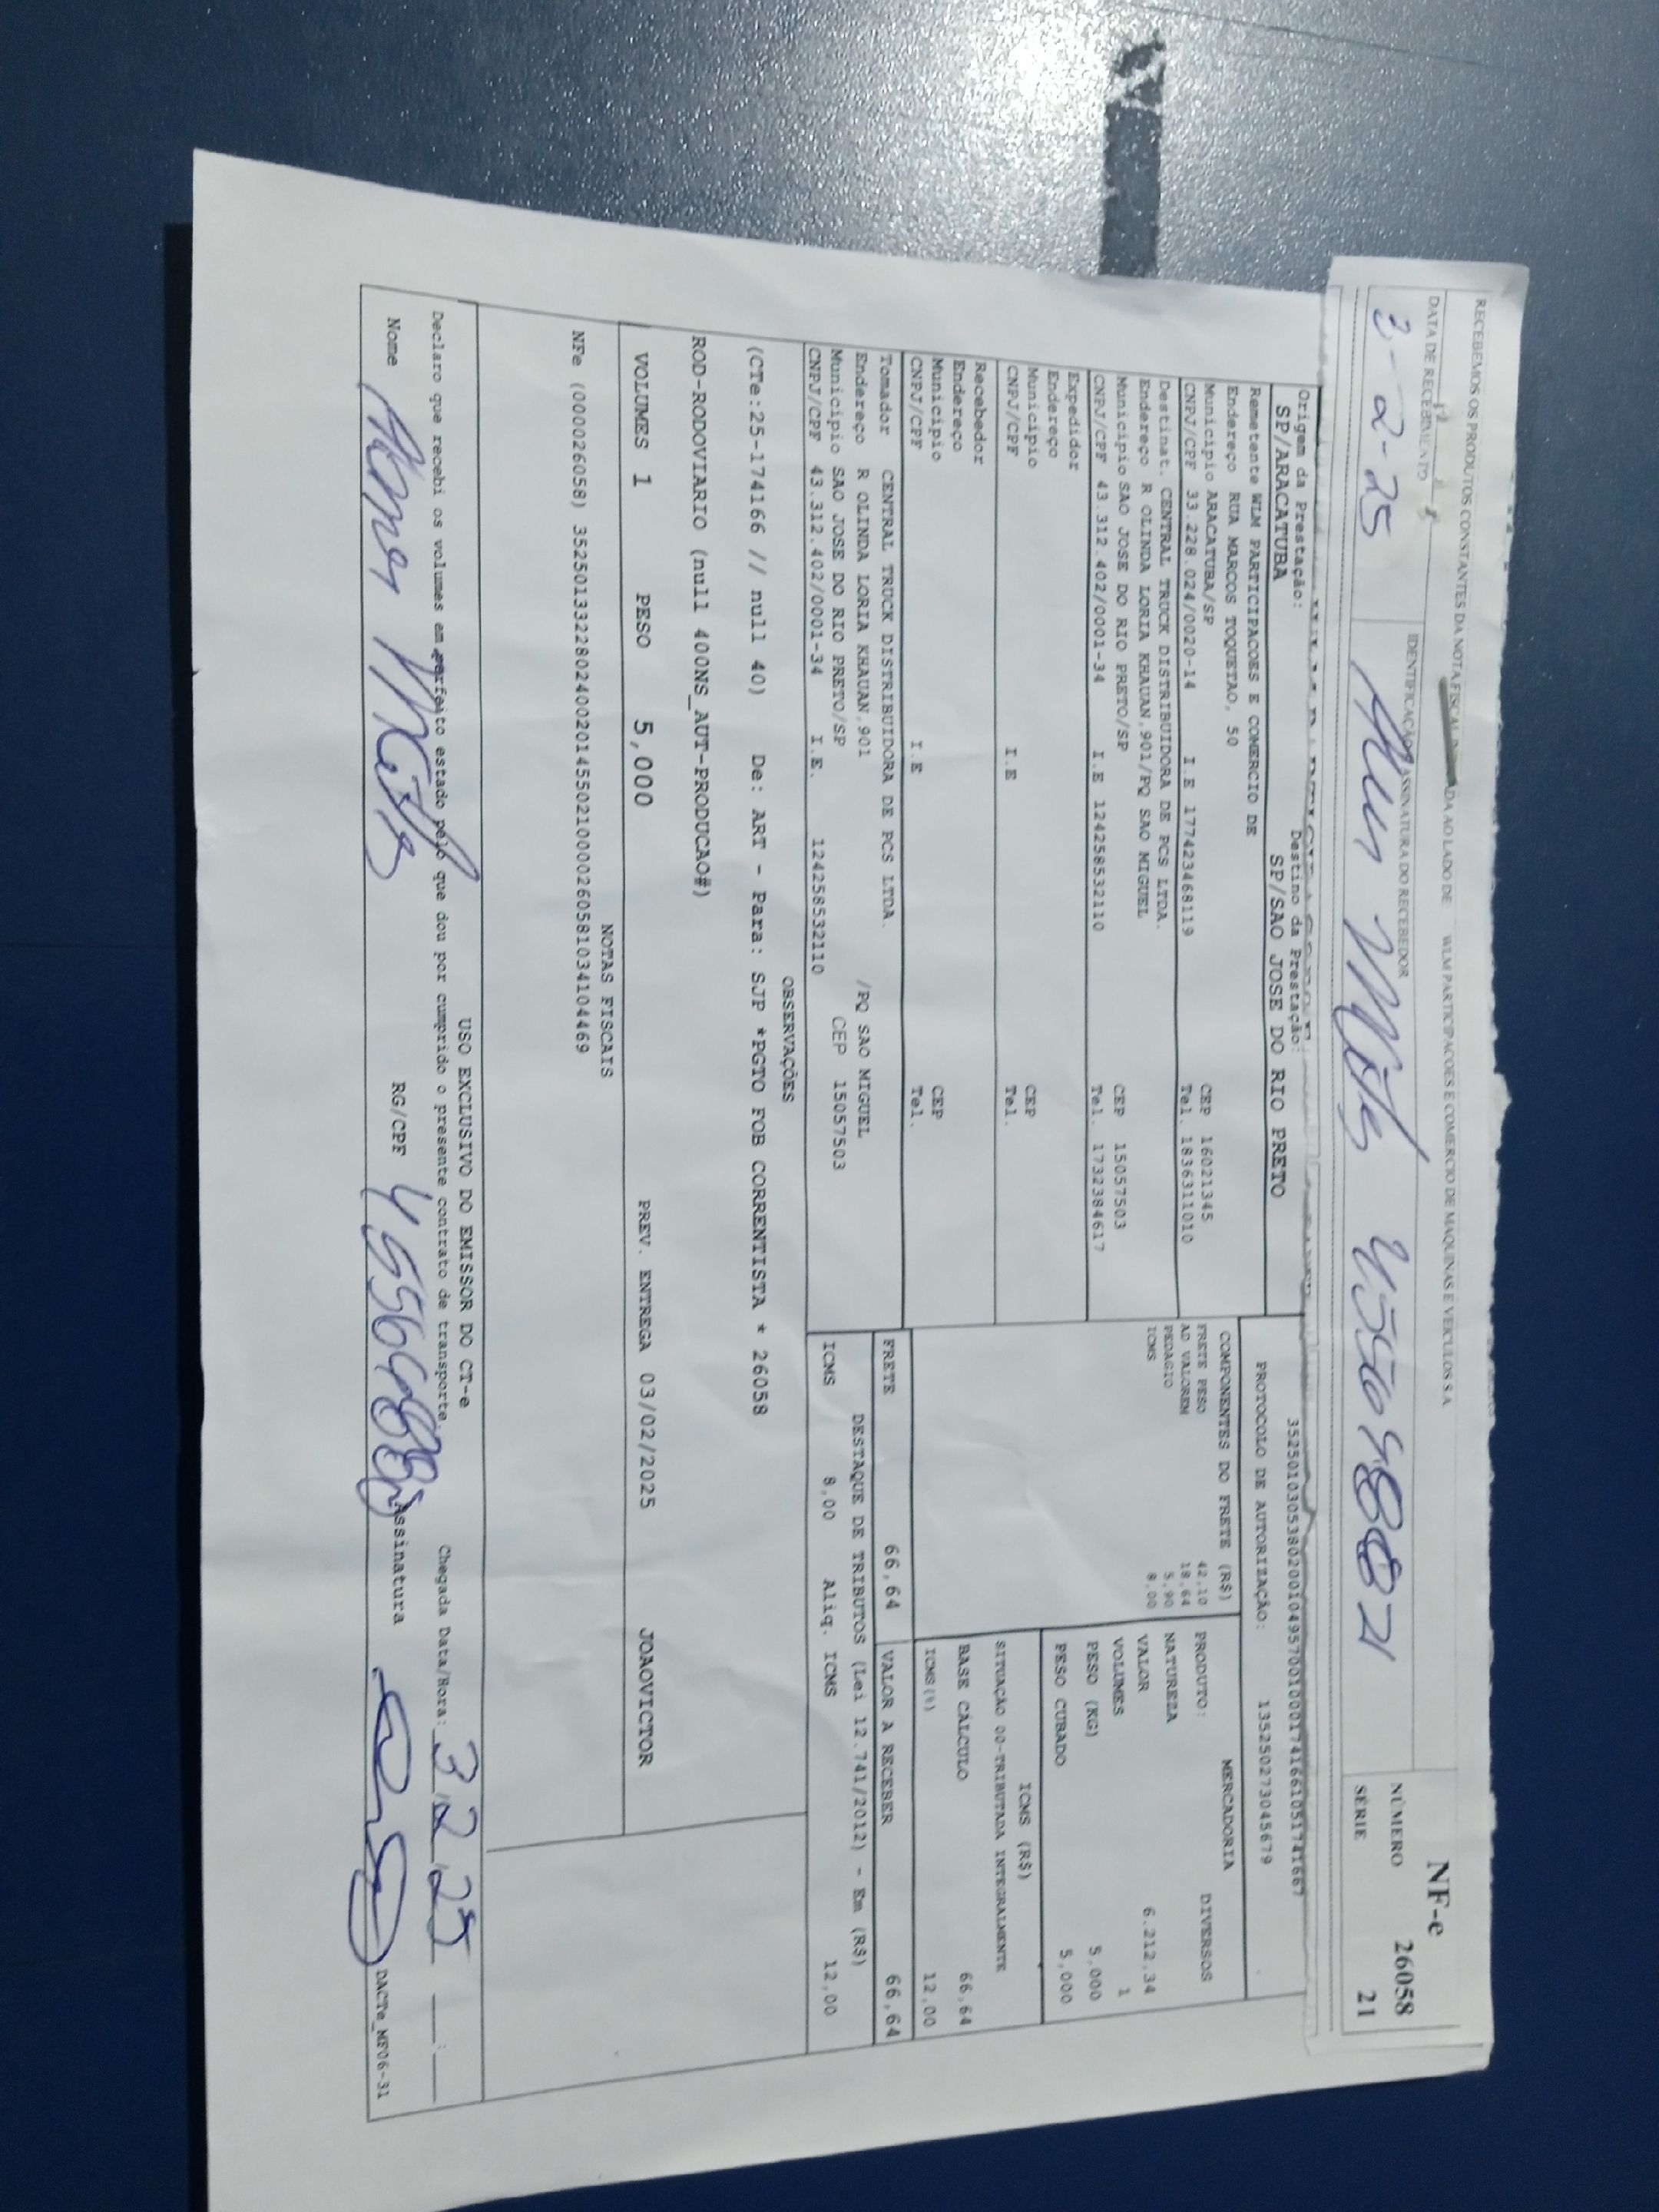 RECEBEMOS OS PRODUTOS CONSTANTES DA NOTA FISCAL DA AO LADO DE WLM PARTICIPACOES E COMERCIO DE MAQUINAS E VEICULOS S.A
DATA DE RECEBIMENTO
IDENTIFICAÇÃO ASSINATURA DO RECEBEDOR
3-2-25
NF-e
NÚMERO 26058
SÉRIE 21
Origem da Prestação:
SP/ARACATUBA
Destino da Prestação:
SP/SAO JOSE DO RIO PRETO
Remetente WLM PARTICIPACOES E COMERCIO DE
Endereço RUA MARCOS TOQUETAO, 50
Município ARACATUBA/SP CEP 16021345
CNPJ/CPF 33.228.024/0020-14 I.E 177423468119 Tel. 1836311010
Destinat. CENTRAL TRUCK DISTRIBUIDORA DE PCS LTDA.
Endereço R OLINDA LORIA KHAUAN,901/PQ SAO MIGUEL
Município SAO JOSE DO RIO PRETO/SP CEP 15057503
CNPJ/CPF 43.312.402/0001-34 I.E 124258532110 Tel. 1732384617
Expedidor
Endereço
Município CEP
CNPJ/CPF I.E Tel.
Recebedor
Endereço
Município CEP
CNPJ/CPF I.E Tel.
Tomador CENTRAL TRUCK DISTRIBUIDORA DE PCS LTDA.
Endereço R OLINDA LORIA KHAUAN,901 /PQ SAO MIGUEL
Município SAO JOSE DO RIO PRETO/SP CEP 15057503
CNPJ/CPF 43.312.402/0001-34 I.E. 124258532110
PROTOCOLO DE AUTORIZAÇÃO: 135250273045679
COMPONENTES DO FRETE (R$)
FRETE PESO 42,10
AD VALOREM 18,64
PEDAGIO 5,90
ICMS 8,00
MERCADORIA
PRODUTO: DIVERSOS
NATUREZA
VALOR 6.212,34
VOLUMES 1
PESO (KG) 5,000
PESO CUBADO 5,000
ICMS (R$)
SITUAÇÃO 00-TRIBUTADA INTEGRALMENTE
BASE CÁLCULO 66,64
ICMS(%) 12,00
FRETE 66,64
VALOR A RECEBER 66,64
DESTAQUE DE TRIBUTOS (Lei 12.741/2012) - Em (R$)
ICMS 8,00 Aliq. ICMS 12,00
OBSERVAÇÕES
(CTe:25-174166 // null 40) De: ART - Para: SJP *PGTO FOB CORRENTISTA * 26058
ROD-RODOVIARIO (null 400NS_AUT-PRODUCAO#)
VOLUMES 1 PESO 5,000 PREV. ENTREGA 03/02/2025 JOAOVICTOR
NOTAS FISCAIS
NFe (000026058) 35250133228024002014550210000260581034104469
USO EXCLUSIVO DO EMISSOR DO CT-e
Declaro que recebi os volumes em perfeito estado pelo que dou por cumprido o presente contrato de transporte. Chegada Data/Hora: 3/2/25 __:__
Nome RG/CPF Assinatura
DACTe_MF06-31